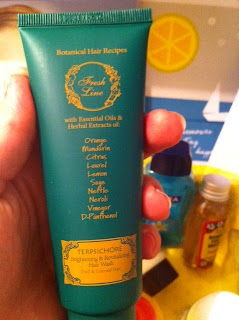 Botanical Hair Recipes
Fresh
Line
with Essential Oils &
Herbal Extracts of:
Orange
Mandarin
Citrus
Laurel
Lemon
Sage
Nettle
Neroli
Vinegar
D-Panthenol
TERPSICHORE
Brightening & Revitalizing
Hair Wash